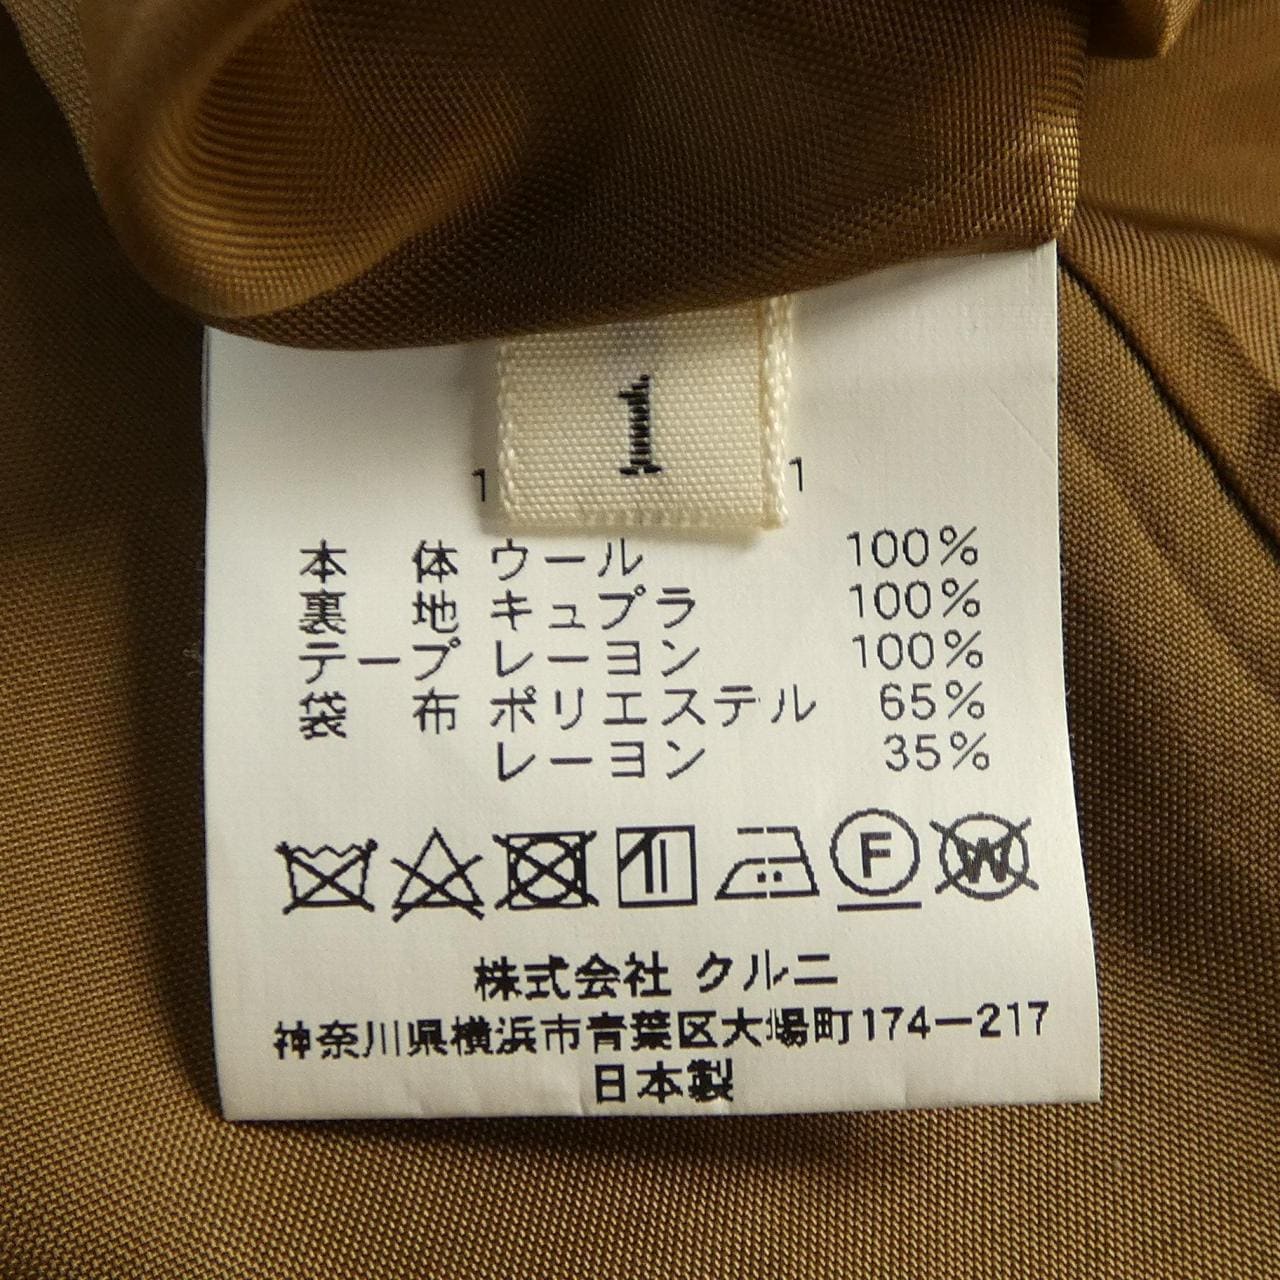 1
1 1
本 体 ウール 100%
裏 地 キュプラ 100%
テープ レーヨン 100%
袋 布 ポリエステル 65%
レーヨン 35%
F W
株式会社 クルニ
神奈川県横浜市青葉区大場町174-217
日本製